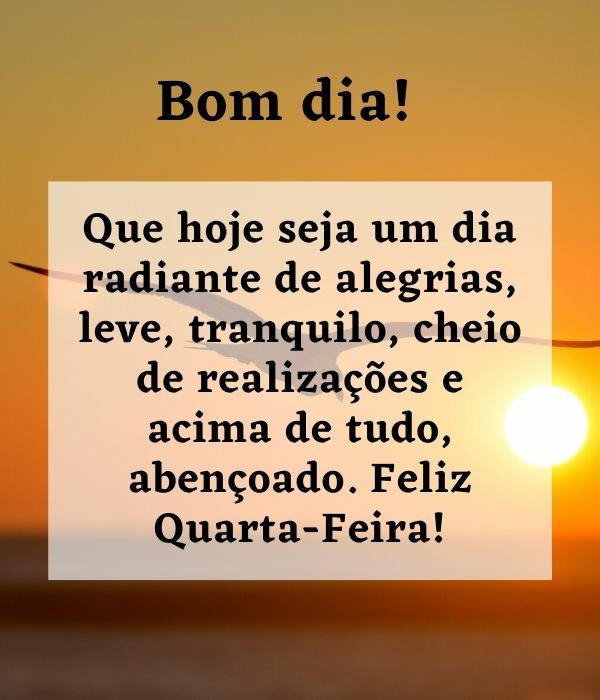 Bom dia!
Que hoje seja um dia
radiante de alegrias,
leve, tranquilo, cheio
de realizações e
acima de tudo,
abençoado. Feliz
Quarta-Feira!